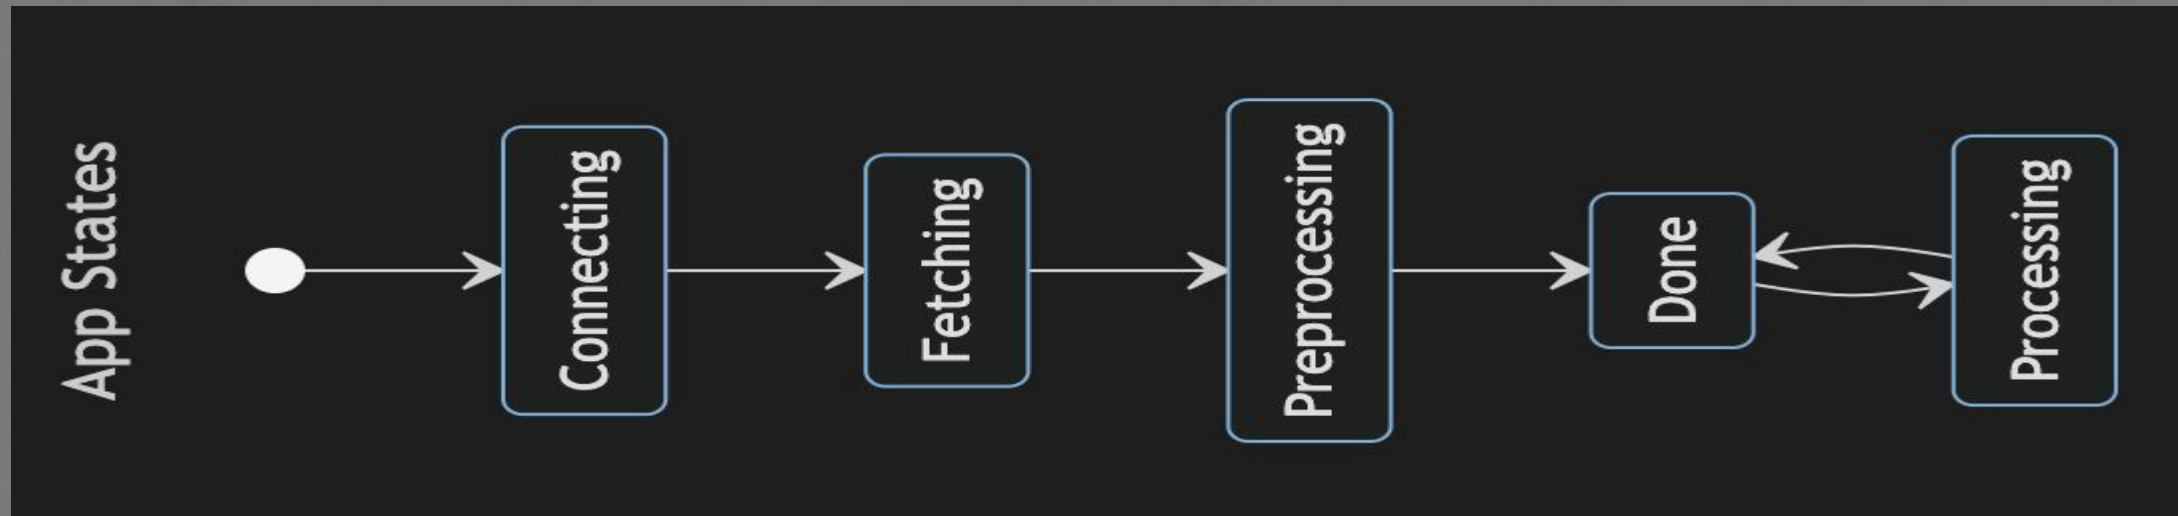 App States
Connecting
Fetching
Preprocessing
Done
Processing